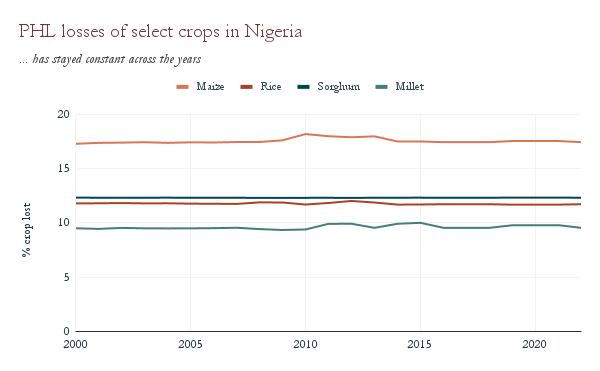 PHL losses of select crops in Nigeria
... has stayed constant across the years
Maize Rice Sorghum Millet
% crop lost
20
15
10
5
0
2000 2005 2010 2015 2020